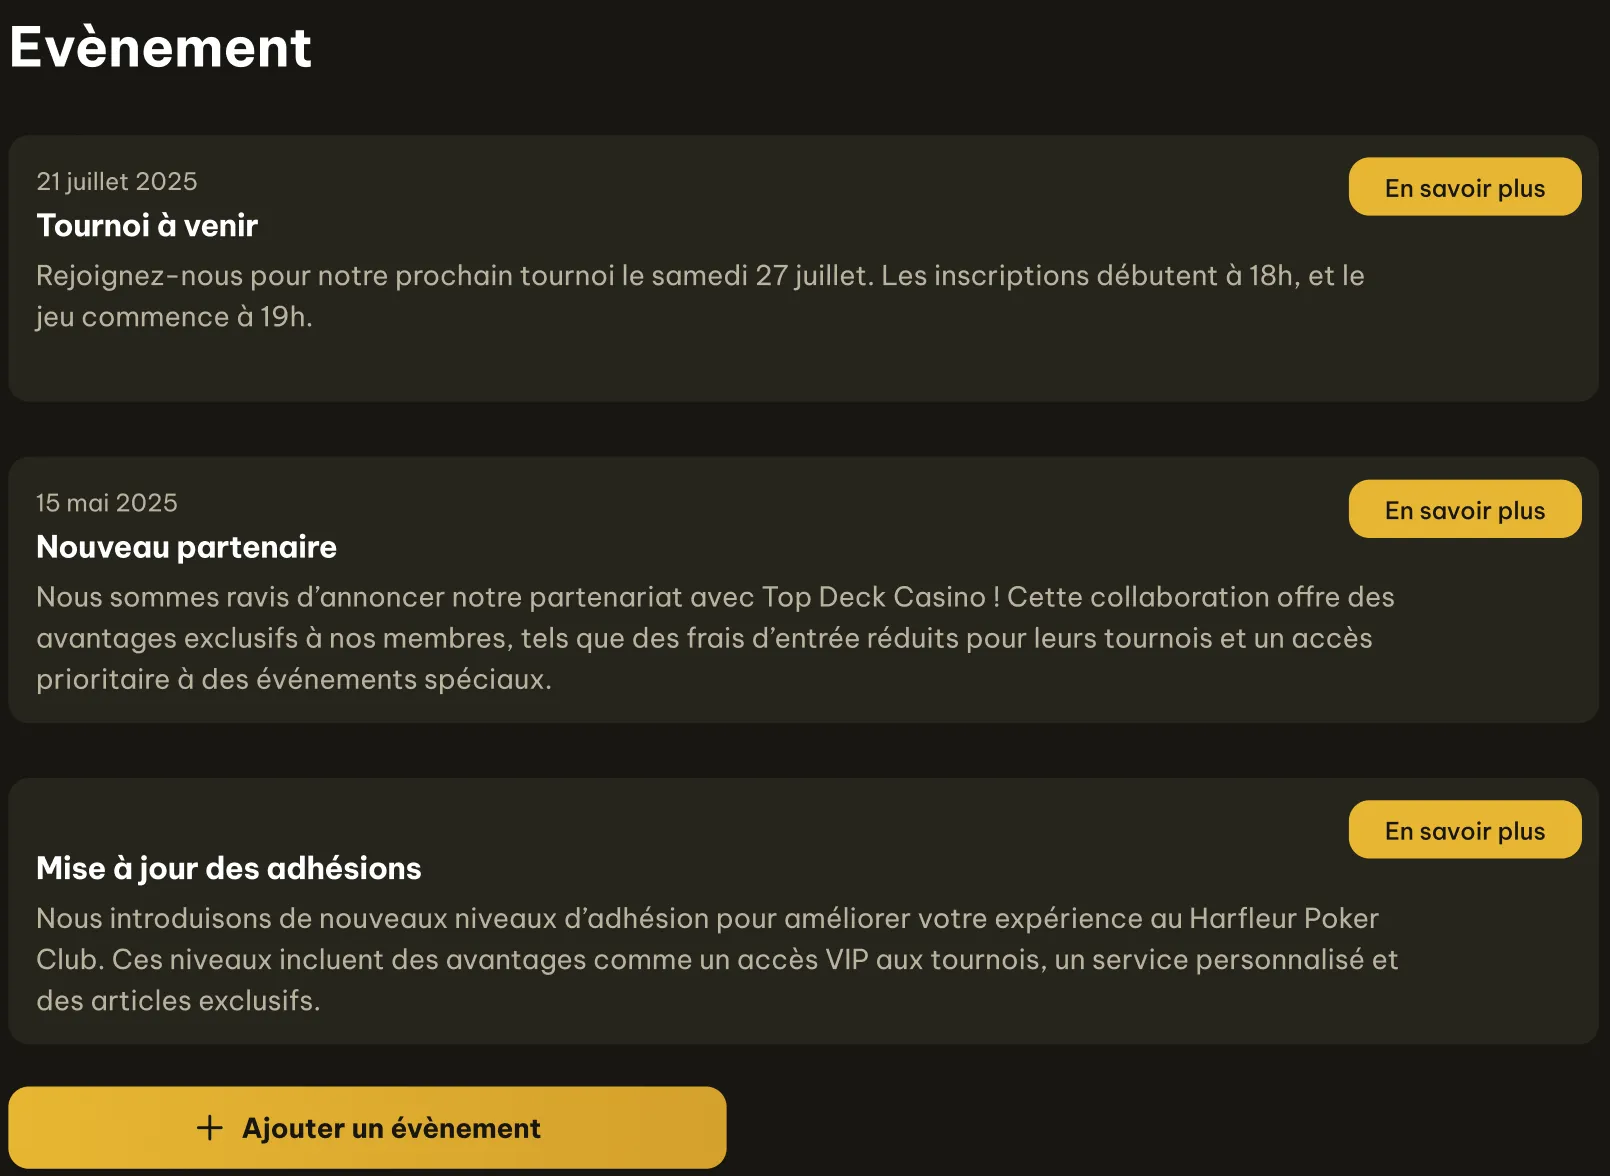 Evènement
21 juillet 2025
En savoir plus
Tournoi à venir
Rejoignez-nous pour notre prochain tournoi le samedi 27 juillet. Les inscriptions débutent à 18h, et le
jeu commence à 19h.
15 mai 2025
En savoir plus
Nouveau partenaire
Nous sommes ravis d’annoncer notre partenariat avec Top Deck Casino ! Cette collaboration offre des
avantages exclusifs à nos membres, tels que des frais d’entrée réduits pour leurs tournois et un accès
prioritaire à des événements spéciaux.
En savoir plus
Mise à jour des adhésions
Nous introduisons de nouveaux niveaux d’adhésion pour améliorer votre expérience au Harfleur Poker
Club. Ces niveaux incluent des avantages comme un accès VIP aux tournois, un service personnalisé et
des articles exclusifs.
+ Ajouter un évènement